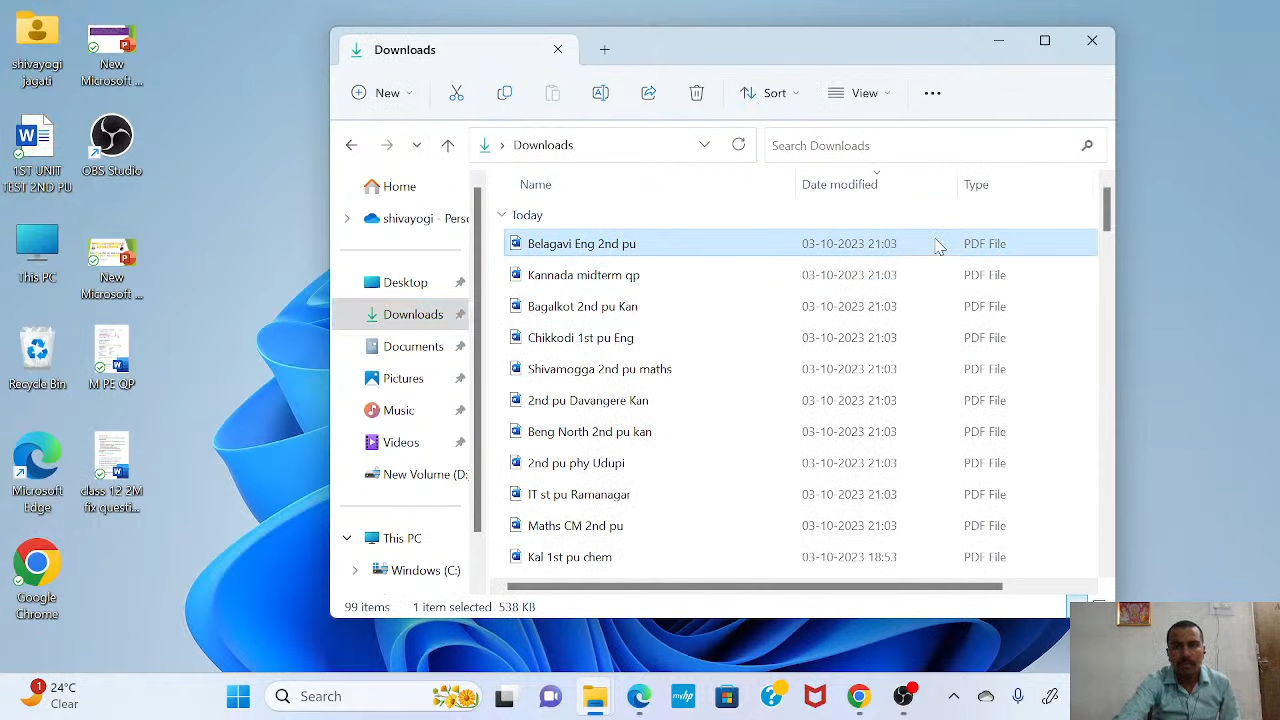 shivayogi
jagati
New
Microsoft ...
1ST UNIT
TEST 2ND PU
OBS Studio
This PC
New
Microsoft ...
Recycle Bin
M PE QP
Microsoft
Edge
class 12 2M
fix questi...
Google
Chrome
Downloads
New
Sort
View
Downloads
Search Downloads
Home
shivayogi - Perso
Desktop
Downloads
Documents
Pictures
Music
Videos
New Volume (D:
This PC
Windows (C:)
Name
Date modified
Type
Today
Belagavi Eng 2nd pu 03-10-2023 21:03 PDF File
Kannada midterm qp 03-10-2023 21:03 PDF File
Bagalkot 2nd pu Kan 03-10-2023 21:03 PDF File
Chikkodi 1st pu Eng 03-10-2023 21:03 PDF File
Shivamogga 2nd pu maths 03-10-2023 21:03 PDF File
2nd pu Davangere Kan 03-10-2023 21:03 PDF File
Beng North 2nd pu kan 03-10-2023 21:03 PDF File
2nd pu phy Udupi 03-10-2023 21:03 PDF File
IT st pu Ramanagar 03-10-2023 21:03 PDF File
Maths CM 2nd pu 03-10-2023 21:03 PDF File
Kal 1st pu chem 03-10-2023 18:53 PDF File
99 items 1 item selected 538 KB
1
24°C
Clear
Search
myhp